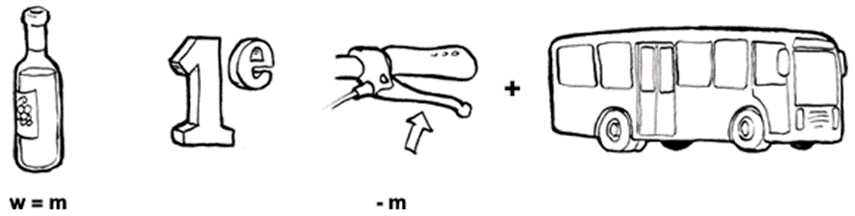 1e
+
w = m
- m